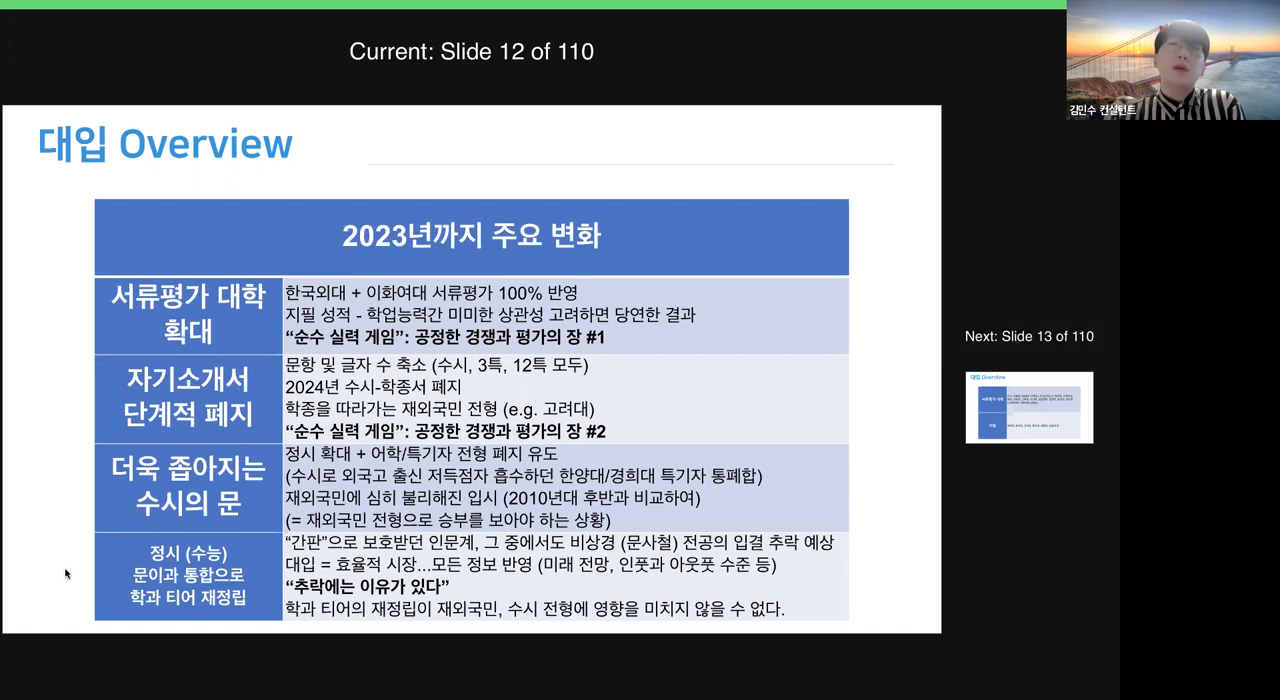 Current: Slide 12 of 110
김민수 컨설턴트
대입 Overview
2023년까지 주요 변화
서류평가 대학
확대
한국외대 + 이화여대 서류평가 100% 반영
지필 성적 - 학업능력간 미미한 상관성 고려하면 당연한 결과
“순수 실력 게임”: 공정한 경쟁과 평가의 장 #1
자기소개서
단계적 폐지
문항 및 글자 수 축소 (수시, 3특, 12특 모두)
2024년 수시-학종서 폐지
학종을 따라가는 재외국민 전형 (e.g. 고려대)
“순수 실력 게임”: 공정한 경쟁과 평가의 장 #2
더욱 좁아지는
수시의 문
정시 확대 + 어학/특기자 전형 폐지 유도
(수시로 외국고 출신 저득점자 흡수하던 한양대/경희대 특기자 통폐합)
재외국민에 심히 불리해진 입시 (2010년대 후반과 비교하여)
(= 재외국민 전형으로 승부를 보아야 하는 상황)
정시 (수능)
문이과 통합으로
학과 티어 재정립
“간판”으로 보호받던 인문계, 그 중에서도 비상경 (문사철) 전공의 입결 추락 예상
대입 = 효율적 시장...모든 정보 반영 (미래 전망, 인풋과 아웃풋 수준 등)
“추락에는 이유가 있다”
학과 티어의 재정립이 재외국민, 수시 전형에 영향을 미치지 않을 수 없다.
Next: Slide 13 of 110
대입 Overview